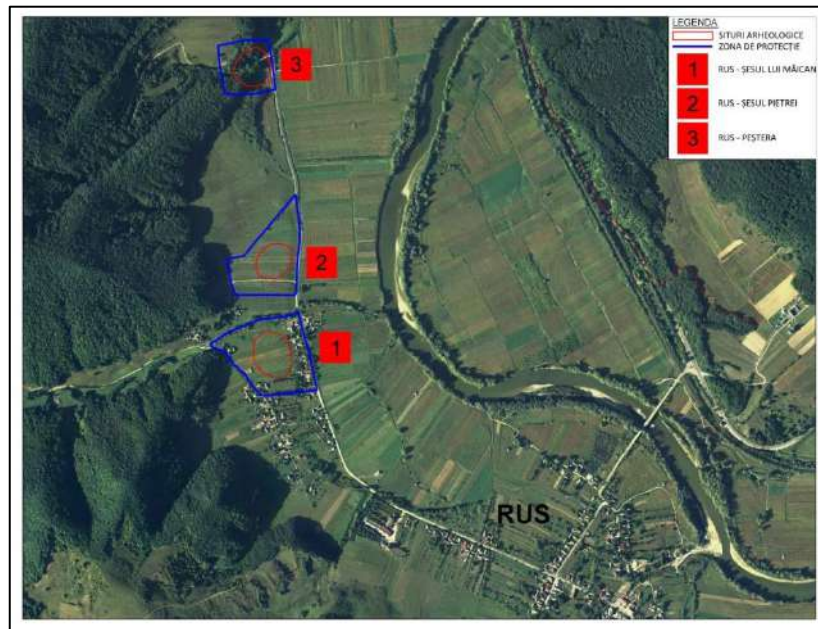 LEGENDA
SITURI ARHEOLOGICE
ZONA DE PROTECȚIE
1 RUS - ȘESUL LUI MĂICAN
2 RUS - ȘESUL PIETREI
3 RUS - PEȘTERA
3
2
1
RUS